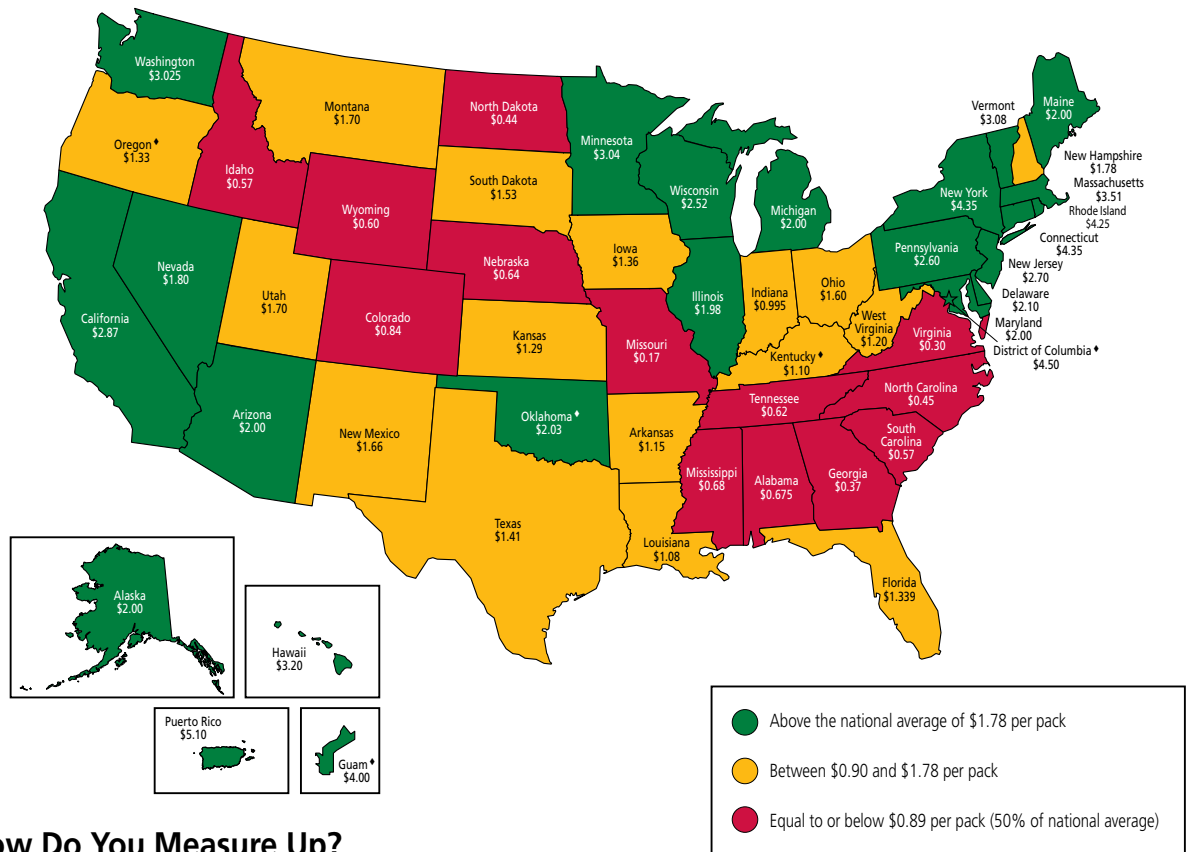 Washington
$3.025
Oregon♦
$1.33
Idaho
$0.57
Montana
$1.70
North Dakota
$0.44
Minnesota
$3.04
South Dakota
$1.53
Wyoming
$0.60
Wisconsin
$2.52
Michigan
$2.00
Vermont
$3.08
Maine
$2.00
New Hampshire
$1.78
Massachusetts
$3.51
Rhode Island
$4.25
Connecticut
$4.35
New York
$4.35
Pennsylvania
$2.60
New Jersey
$2.70
Delaware
$2.10
Maryland
$2.00
District of Columbia♦
$4.50
California
$2.87
Nevada
$1.80
Utah
$1.70
Colorado
$0.84
Nebraska
$0.64
Iowa
$1.36
Illinois
$1.98
Indiana
$0.995
Ohio
$1.60
West
Virginia
$1.20
Virginia
$0.30
Kansas
$1.29
Missouri
$0.17
Kentucky♦
$1.10
Tennessee
$0.62
North Carolina
$0.45
South
Carolina
$0.57
Arizona
$2.00
New Mexico
$1.66
Oklahoma♦
$2.03
Arkansas
$1.15
Mississippi
$0.68
Alabama
$0.675
Georgia
$0.37
Texas
$1.41
Louisiana
$1.08
Florida
$1.339
Alaska
$2.00
Hawaii
$3.20
Puerto Rico
$5.10
Guam♦
$4.00
Above the national average of $1.78 per pack
Between $0.90 and $1.78 per pack
Equal to or below $0.89 per pack (50% of national average)
ow Do You Measure Up?